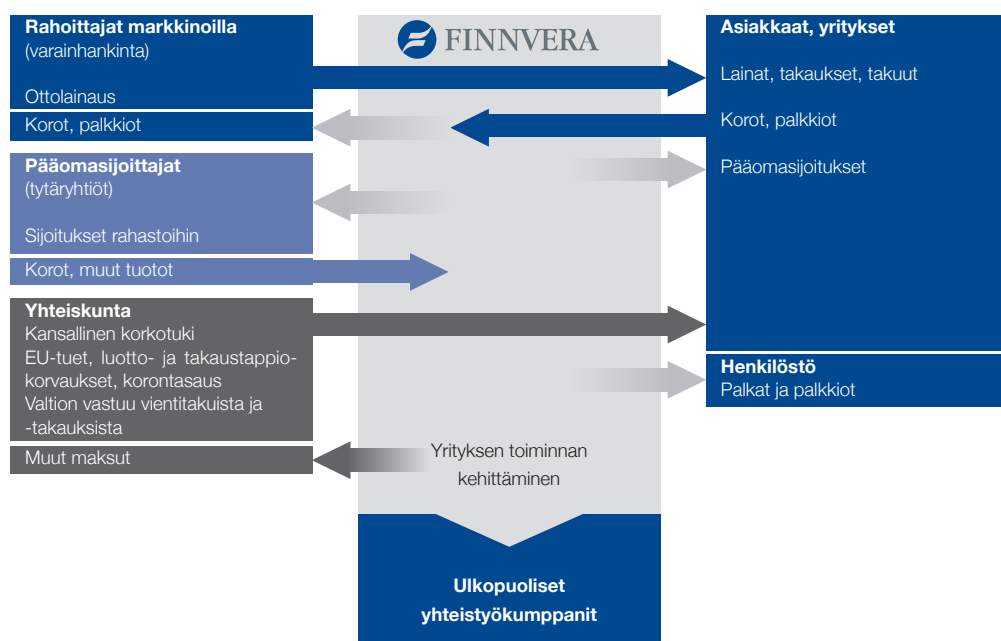 Rahoittajat markkinoilla
(varainhankinta)
Ottolainaus
Korot, palkkiot
Pääomasijoittajat
(tytäryhtiöt)
Sijoitukset rahastoihin
Korot, muut tuotot
Yhteiskunta
Kansallinen korkotuki
EU-tuet, luotto- ja takaustappio-
korvaukset, korontasaus
Valtion vastuu vientitakuista ja
-takauksista
Muut maksut
FINNVERA
Yrityksen toiminnan
kehittäminen
Ulkopuoliset
yhteistyökumppanit
Asiakkaat, yritykset
Lainat, takaukset, takuut
Korot, palkkiot
Pääomasijoitukset
Henkilöstö
Palkat ja palkkiot